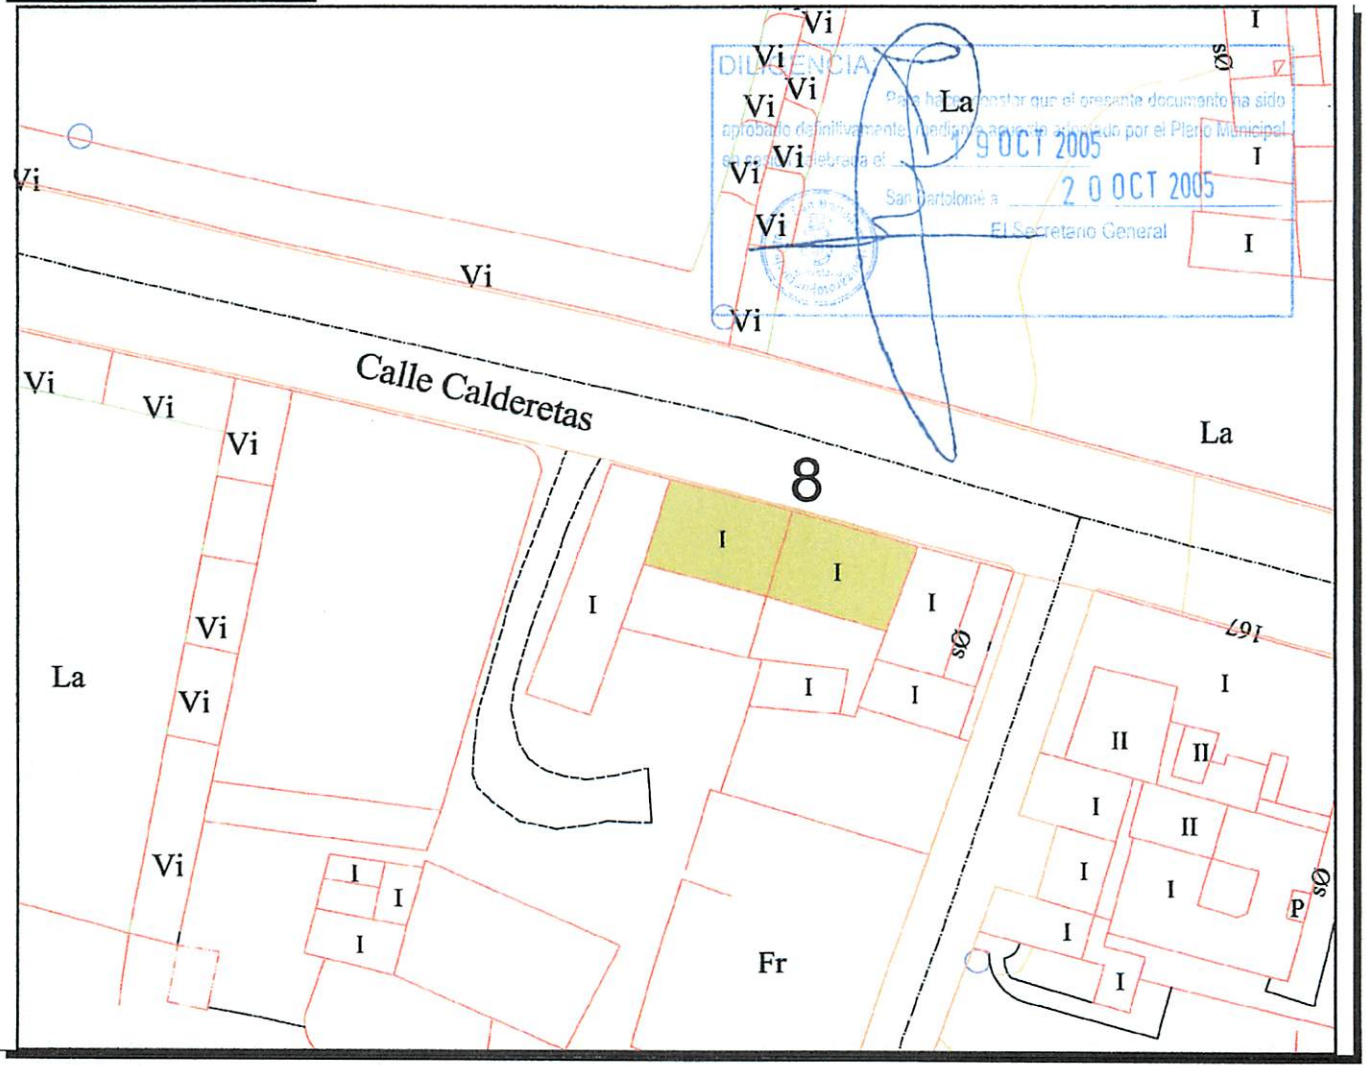 Vi
I
Vi
DILIGENCIA
Vi
La
Para hacer constar que el presente documento ha sido
Vi
aprobado definitivamente, mediante acuerdo adoptado por el Pleno Municipal
Vi
en sesión celebrada el 19 OCT 2005
I
Vi
San Bartolomé a 20 OCT 2005
Vi
El Secretario General
I
Vi
Vi
Vi
Calle Calderetas
Vi
Vi
Vi
La
8
I
I
I
I
Øs
167
Vi
La
I
I
I
Vi
II
II
I
II
Vi
I
I
I
I
I
P
Øs
I
I
Fr
I